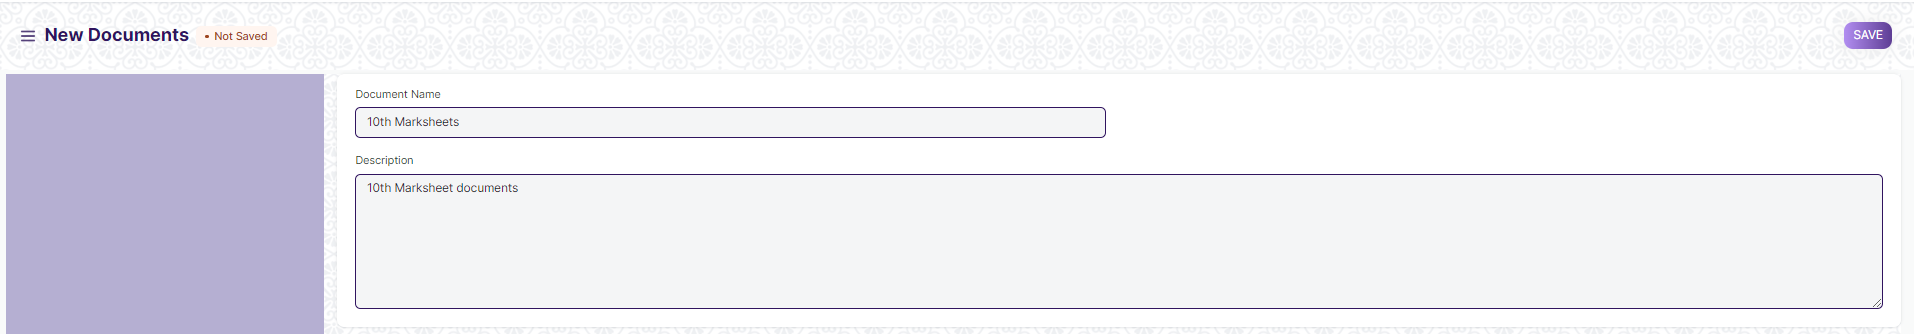 New Documents • Not Saved SAVE
Document Name
10th Marksheets
Description
10th Marksheet documents